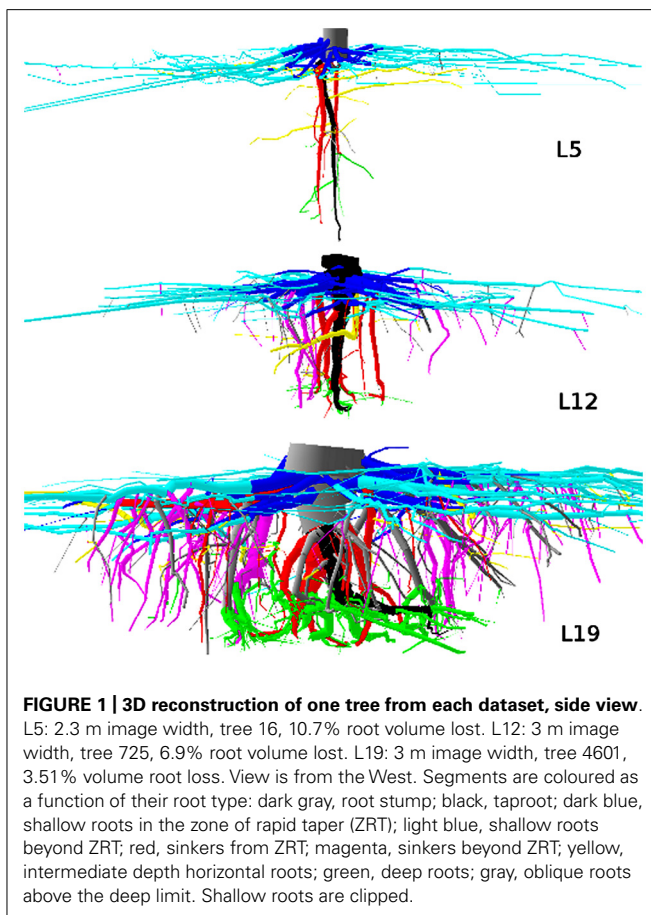 L5
L12
L19
FIGURE 1 | 3D reconstruction of one tree from each dataset, side view.
L5: 2.3 m image width, tree 16, 10.7% root volume lost. L12: 3 m image
width, tree 725, 6.9% root volume lost. L19: 3 m image width, tree 4601,
3.51% volume root loss. View is from the West. Segments are coloured as
a function of their root type: dark gray, root stump; black, taproot; dark blue,
shallow roots in the zone of rapid taper (ZRT); light blue, shallow roots
beyond ZRT; red, sinkers from ZRT; magenta, sinkers beyond ZRT; yellow,
intermediate depth horizontal roots; green, deep roots; gray, oblique roots
above the deep limit. Shallow roots are clipped.